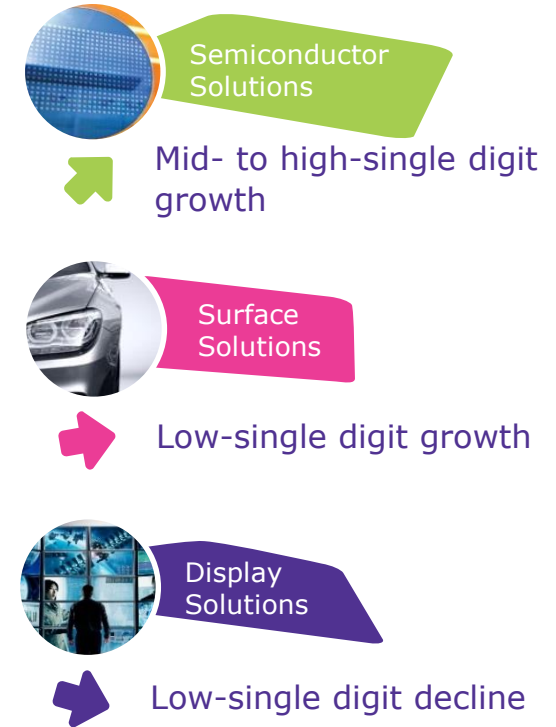 Semiconductor
Solutions
Mid- to high-single digit
growth
Surface
Solutions
Low-single digit growth
Display
Solutions
Low-single digit decline